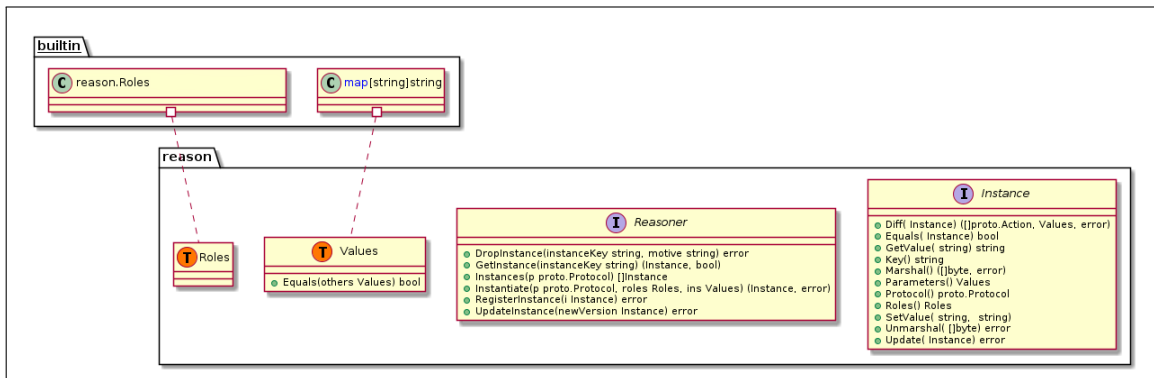 builtin
C reason.Roles
C map[string]string
reason
T Roles
T Values
Equals(others Values) bool
I Reasoner
DropInstance(instanceKey string, motive string) error
GetInstance(instanceKey string) (Instance, bool)
Instances(p proto.Protocol) []Instance
Instantiate(p proto.Protocol, roles Roles, ins Values) (Instance, error)
RegisterInstance(i Instance) error
UpdateInstance(newVersion Instance) error
I Instance
Diff( Instance) ([]proto.Action, Values, error)
Equals( Instance) bool
GetValue( string) string
Key() string
Marshal() ([]byte, error)
Parameters() Values
Protocol() proto.Protocol
Roles() Roles
SetValue( string,  string)
Unmarshal( []byte) error
Update( Instance) error